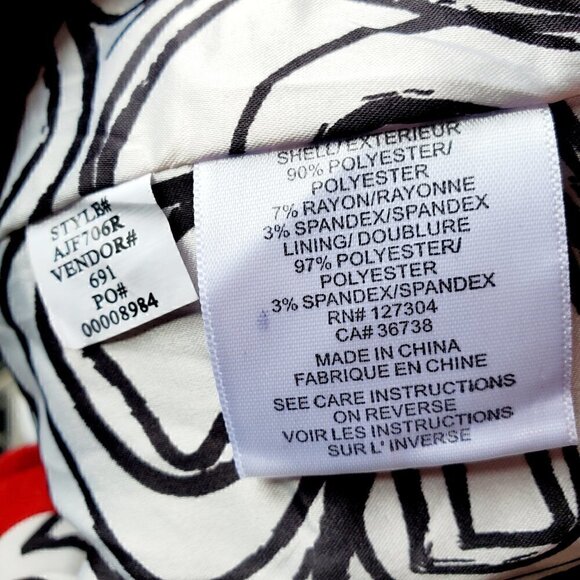 STYLE#
AJF706R
VENDOR#
691
PO#
00008984
SHELL/EXTERIEUR
90% POLYESTER/
POLYESTER
7% RAYON/RAYONNE
3% SPANDEX/SPANDEX
LINING/ DOUBLURE
97% POLYESTER/
POLYESTER
3% SPANDEX/SPANDEX
RN# 127304
CA# 36738
MADE IN CHINA
FABRIQUE EN CHINE
SEE CARE INSTRUCTIONS
ON REVERSE
VOIR LES INSTRUCTIONS
SUR L' INVERSE